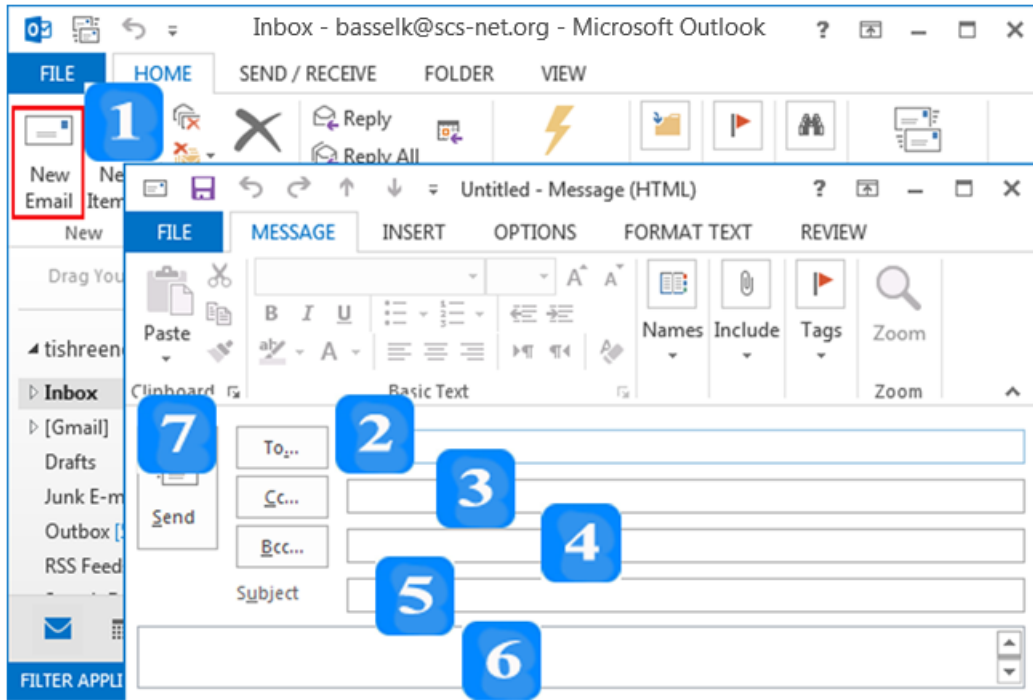 Inbox - basselk@scs-net.org - Microsoft Outlook ?
FILE HOME SEND / RECEIVE FOLDER VIEW
1
Reply
Reply All
New
Email
Ne
Item
New
Untitled - Message (HTML) ?
FILE MESSAGE INSERT OPTIONS FORMAT TEXT REVIEW
Drag You
Paste
B I U
A A
A
Names Include Tags Zoom
Clipboard Basic Text Zoom
tishreen
Inbox
[Gmail]
Drafts
Junk E-m
Outbox
RSS Feed
7
Send
To... 2
Cc... 3
Bcc... 4
Subject 5
6
FILTER APPLI